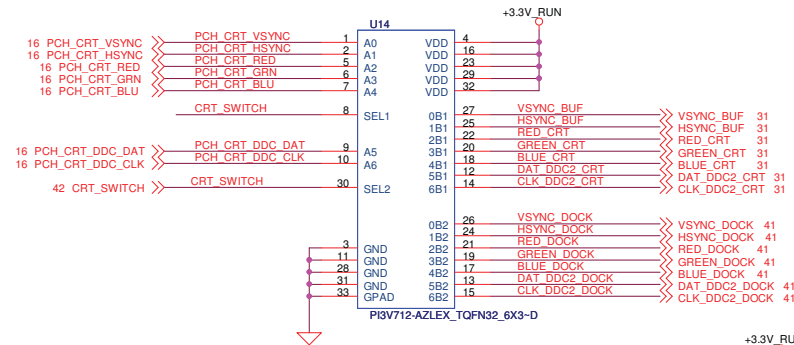 +3.3V_RUN
U14
16 PCH_CRT_VSYNC PCH_CRT_VSYNC 1 A0 VDD 4
16 PCH_CRT_HSYNC PCH_CRT_HSYNC 2 A1 VDD 16
16 PCH_CRT_RED PCH_CRT_RED 5 A2 VDD 23
16 PCH_CRT_GRN PCH_CRT_GRN 6 A3 VDD 29
16 PCH_CRT_BLU PCH_CRT_BLU 7 A4 VDD 32
CRT_SWITCH 8 SEL1 0B1 27 VSYNC_BUF VSYNC_BUF 31
1B1 25 HSYNC_BUF HSYNC_BUF 31
2B1 22 RED_CRT RED_CRT 31
16 PCH_CRT_DDC_DAT PCH_CRT_DDC_DAT 9 A5 3B1 20 GREEN_CRT GREEN_CRT 31
16 PCH_CRT_DDC_CLK PCH_CRT_DDC_CLK 10 A6 4B1 18 BLUE_CRT BLUE_CRT 31
5B1 12 DAT_DDC2_CRT DAT_DDC2_CRT 31
42 CRT_SWITCH CRT_SWITCH 30 SEL2 6B1 14 CLK_DDC2_CRT CLK_DDC2_CRT 31
0B2 26 VSYNC_DOCK VSYNC_DOCK 41
1B2 24 HSYNC_DOCK HSYNC_DOCK 41
3 GND 2B2 21 RED_DOCK RED_DOCK 41
11 GND 3B2 19 GREEN_DOCK GREEN_DOCK 41
28 GND 4B2 17 BLUE_DOCK BLUE_DOCK 41
31 GND 5B2 13 DAT_DDC2_DOCK DAT_DDC2_DOCK 41
33 GPAD 6B2 15 CLK_DDC2_DOCK CLK_DDC2_DOCK 41
PI3V712-AZLEX_TQFN32_6X3~D
+3.3V_RU